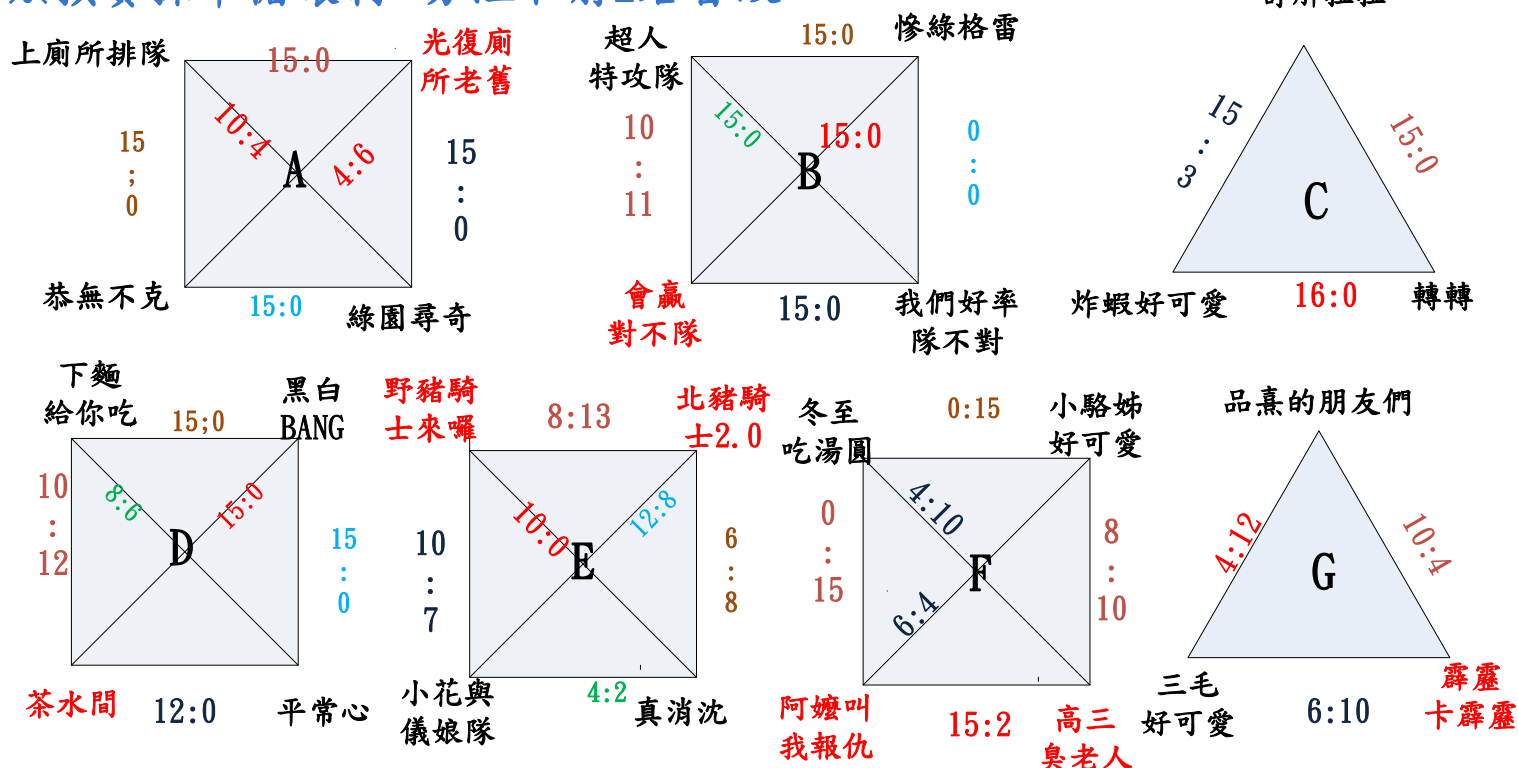 上廁所排隊
15:0
光復廁
所老舊
10:4
4:6
15
;
0
A
15
:
0
恭無不克
15:0
綠園尋奇
超人
特攻隊
15:0
慘綠格雷
15:0
15:0
10
:
11
B
0
:
0
會贏
對不隊
15:0
我們好率
隊不對
15
:
3
15:0
C
炸蝦好可愛
16:0
轉轉
下麵
給你吃
15;0
黑白
BANG
10
:
12
8:6
15:0
D
15
:
0
茶水間
12:0
平常心
野豬騎
士來囉
8:13
北豬騎
士2.0
10:0
12:8
10
:
7
E
6
:
8
小花與
儀娘隊
4:2
真消沈
冬至
吃湯圓
0:15
小駱姊
好可愛
4:10
0
:
15
F
6:4
8
:
10
阿嬤叫
我報仇
15:2
高三
臭老人
品熹的朋友們
4:12
10:4
G
三毛
好可愛
6:10
霹靂
卡霹靂